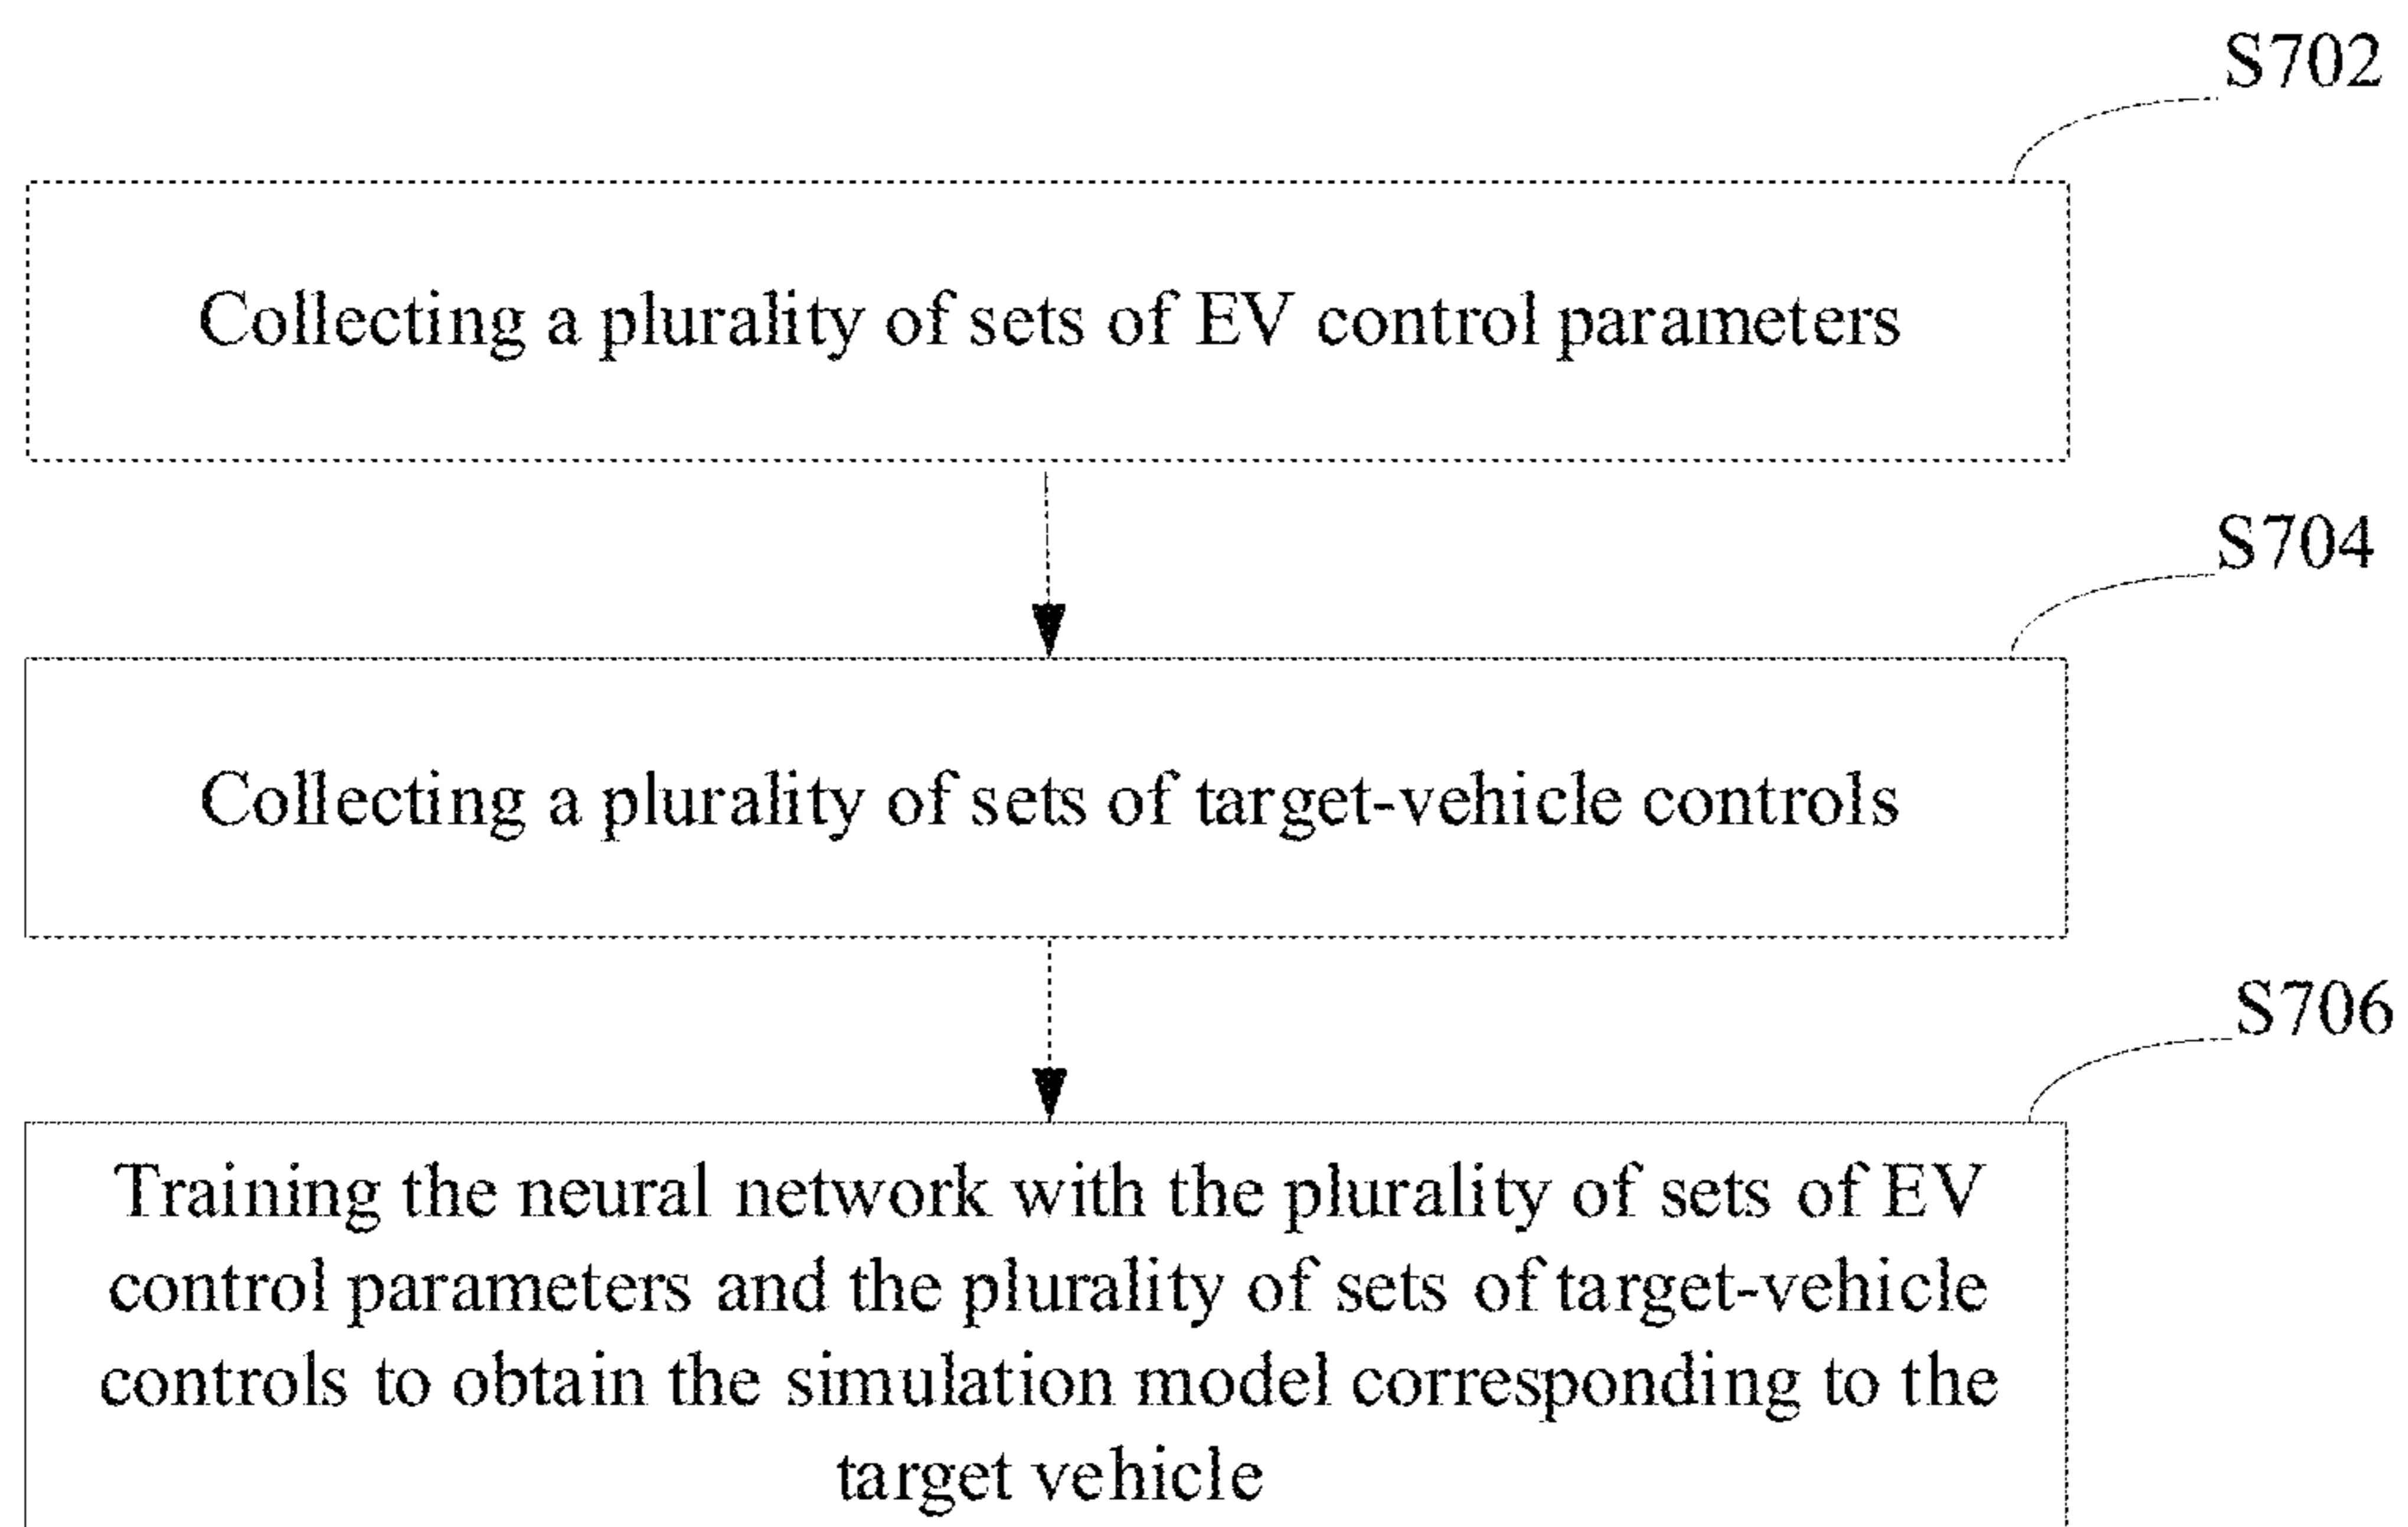 S702
Collecting a plurality of sets of EV control parameters
S704
Collecting a plurality of sets of target-vehicle controls
S706
Training the neural network with the plurality of sets of EV
control parameters and the plurality of sets of target-vehicle
controls to obtain the simulation model corresponding to the
target vehicle